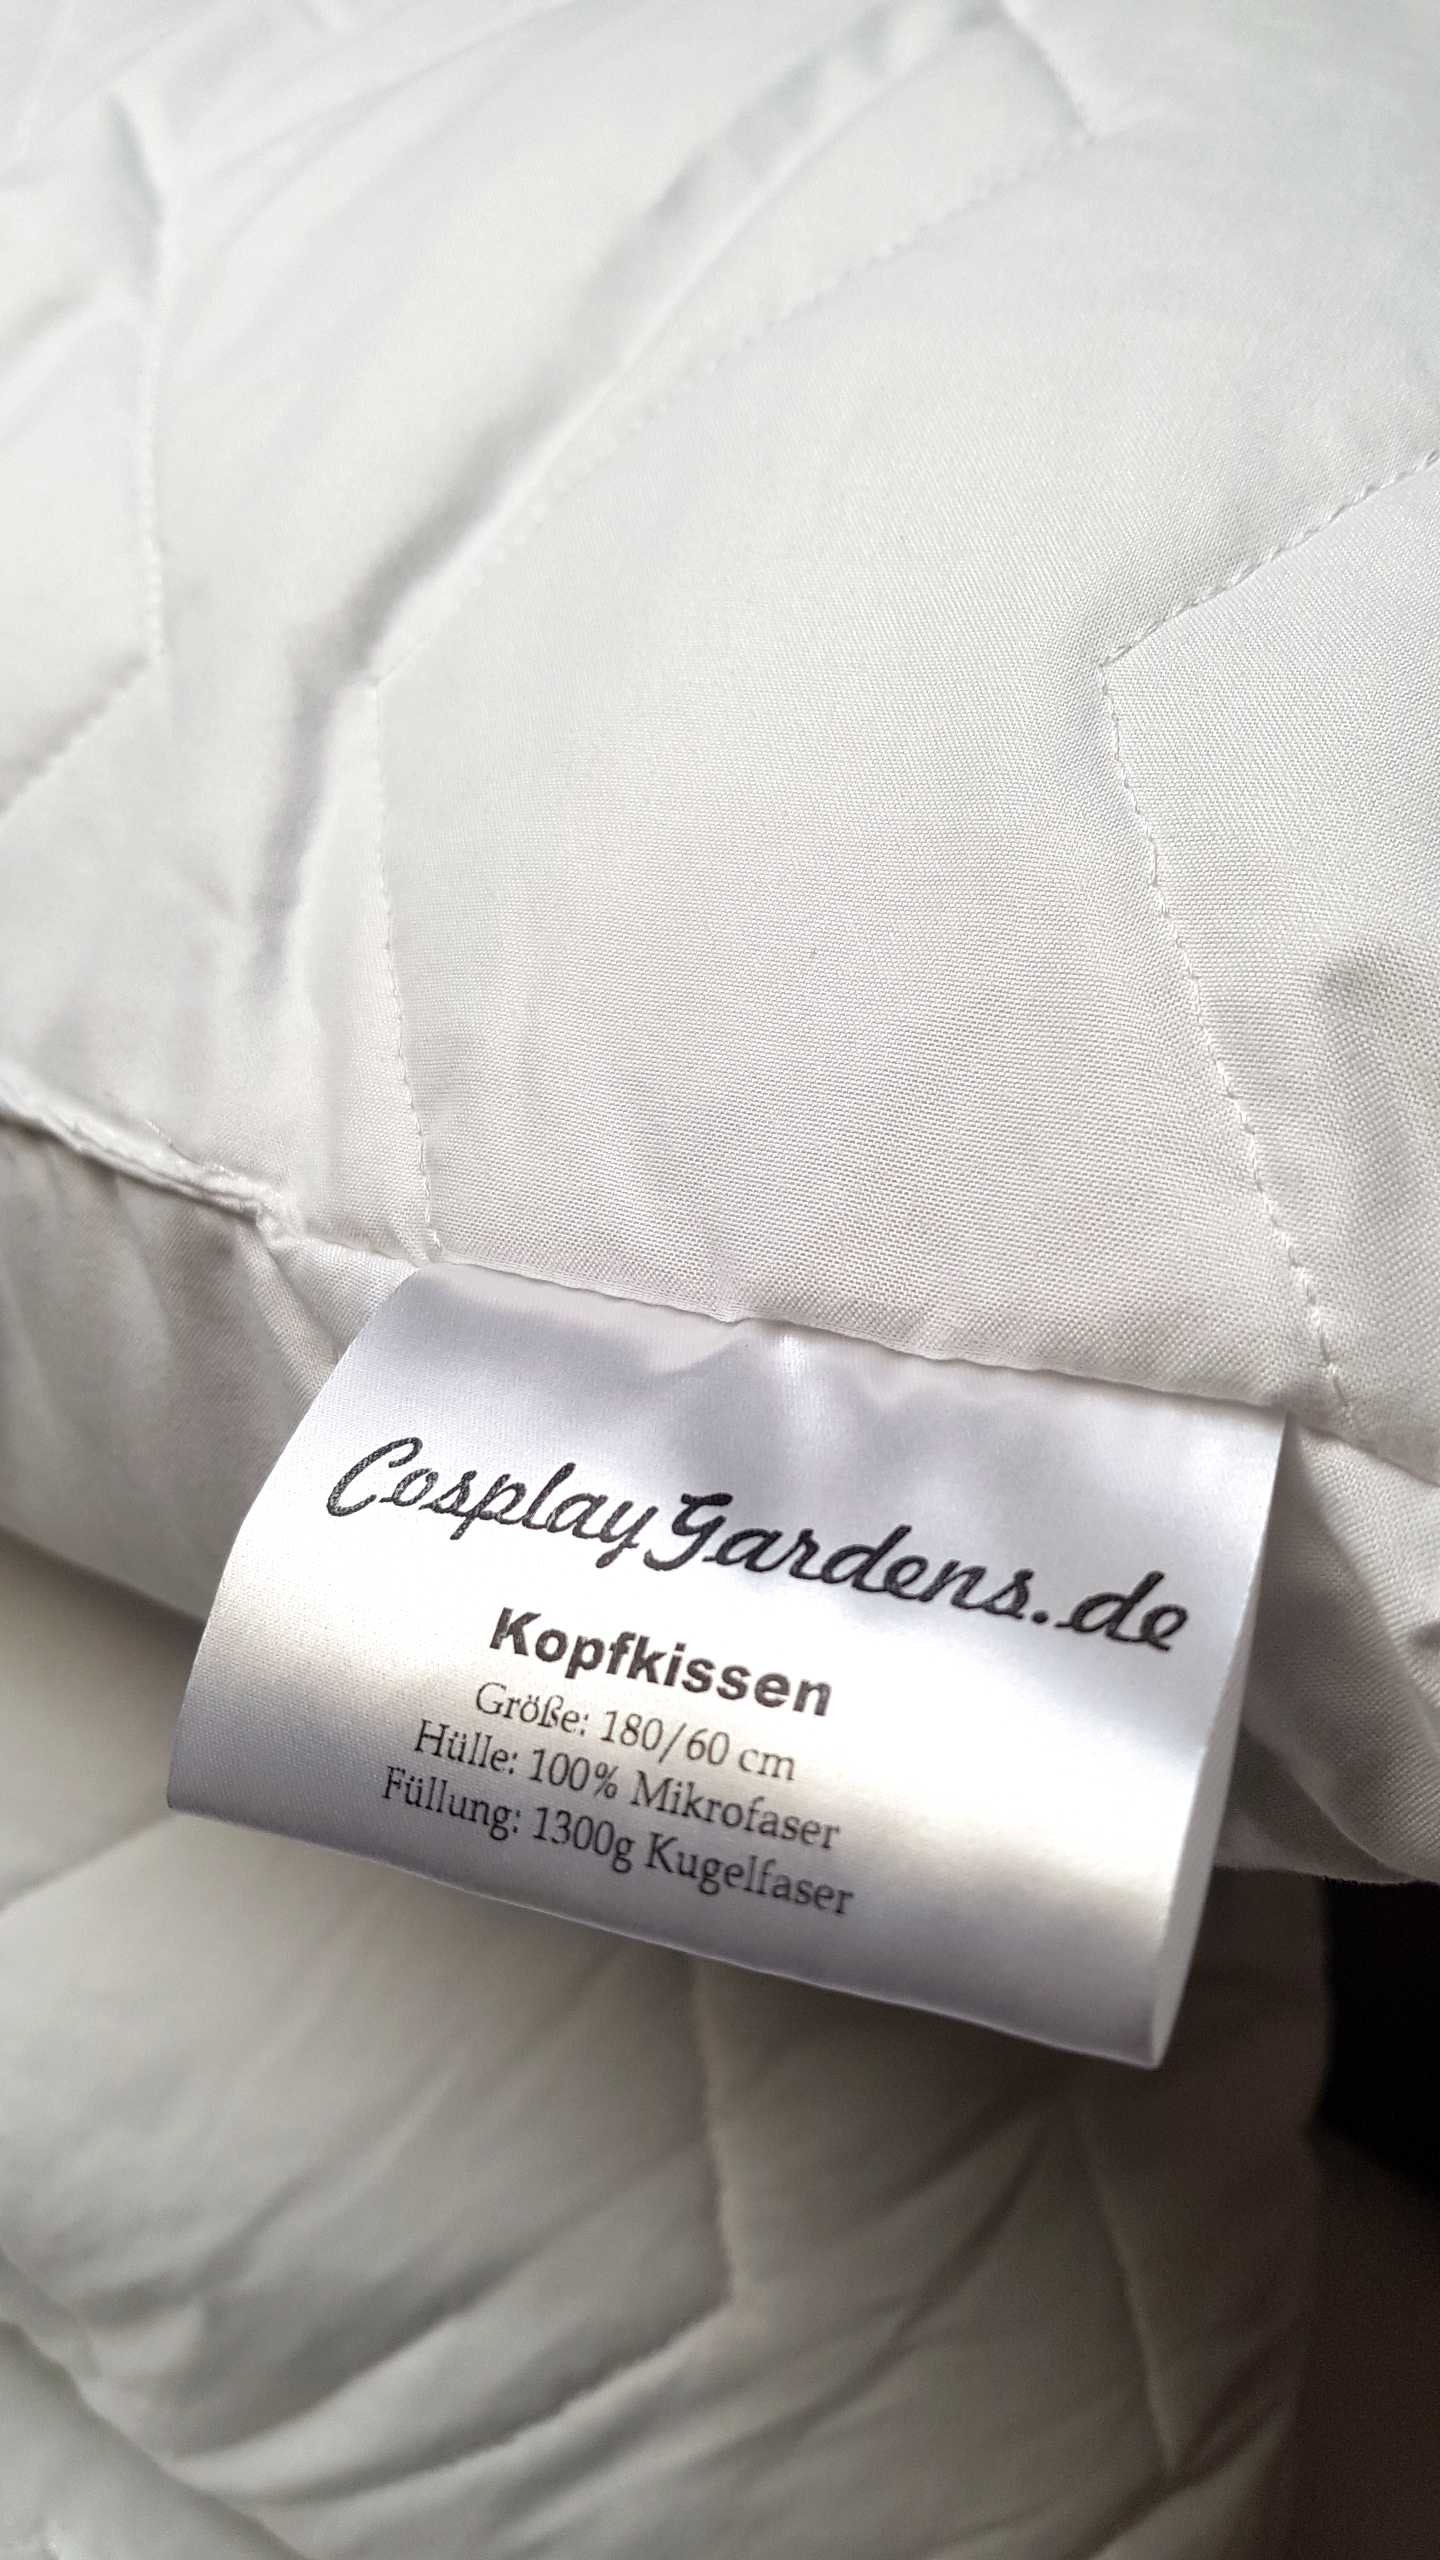 CosplayGardens.de
Kopfkissen
Größe: 180/60 cm
Hülle: 100% Mikrofaser
Füllung: 1300g Kugelfaser